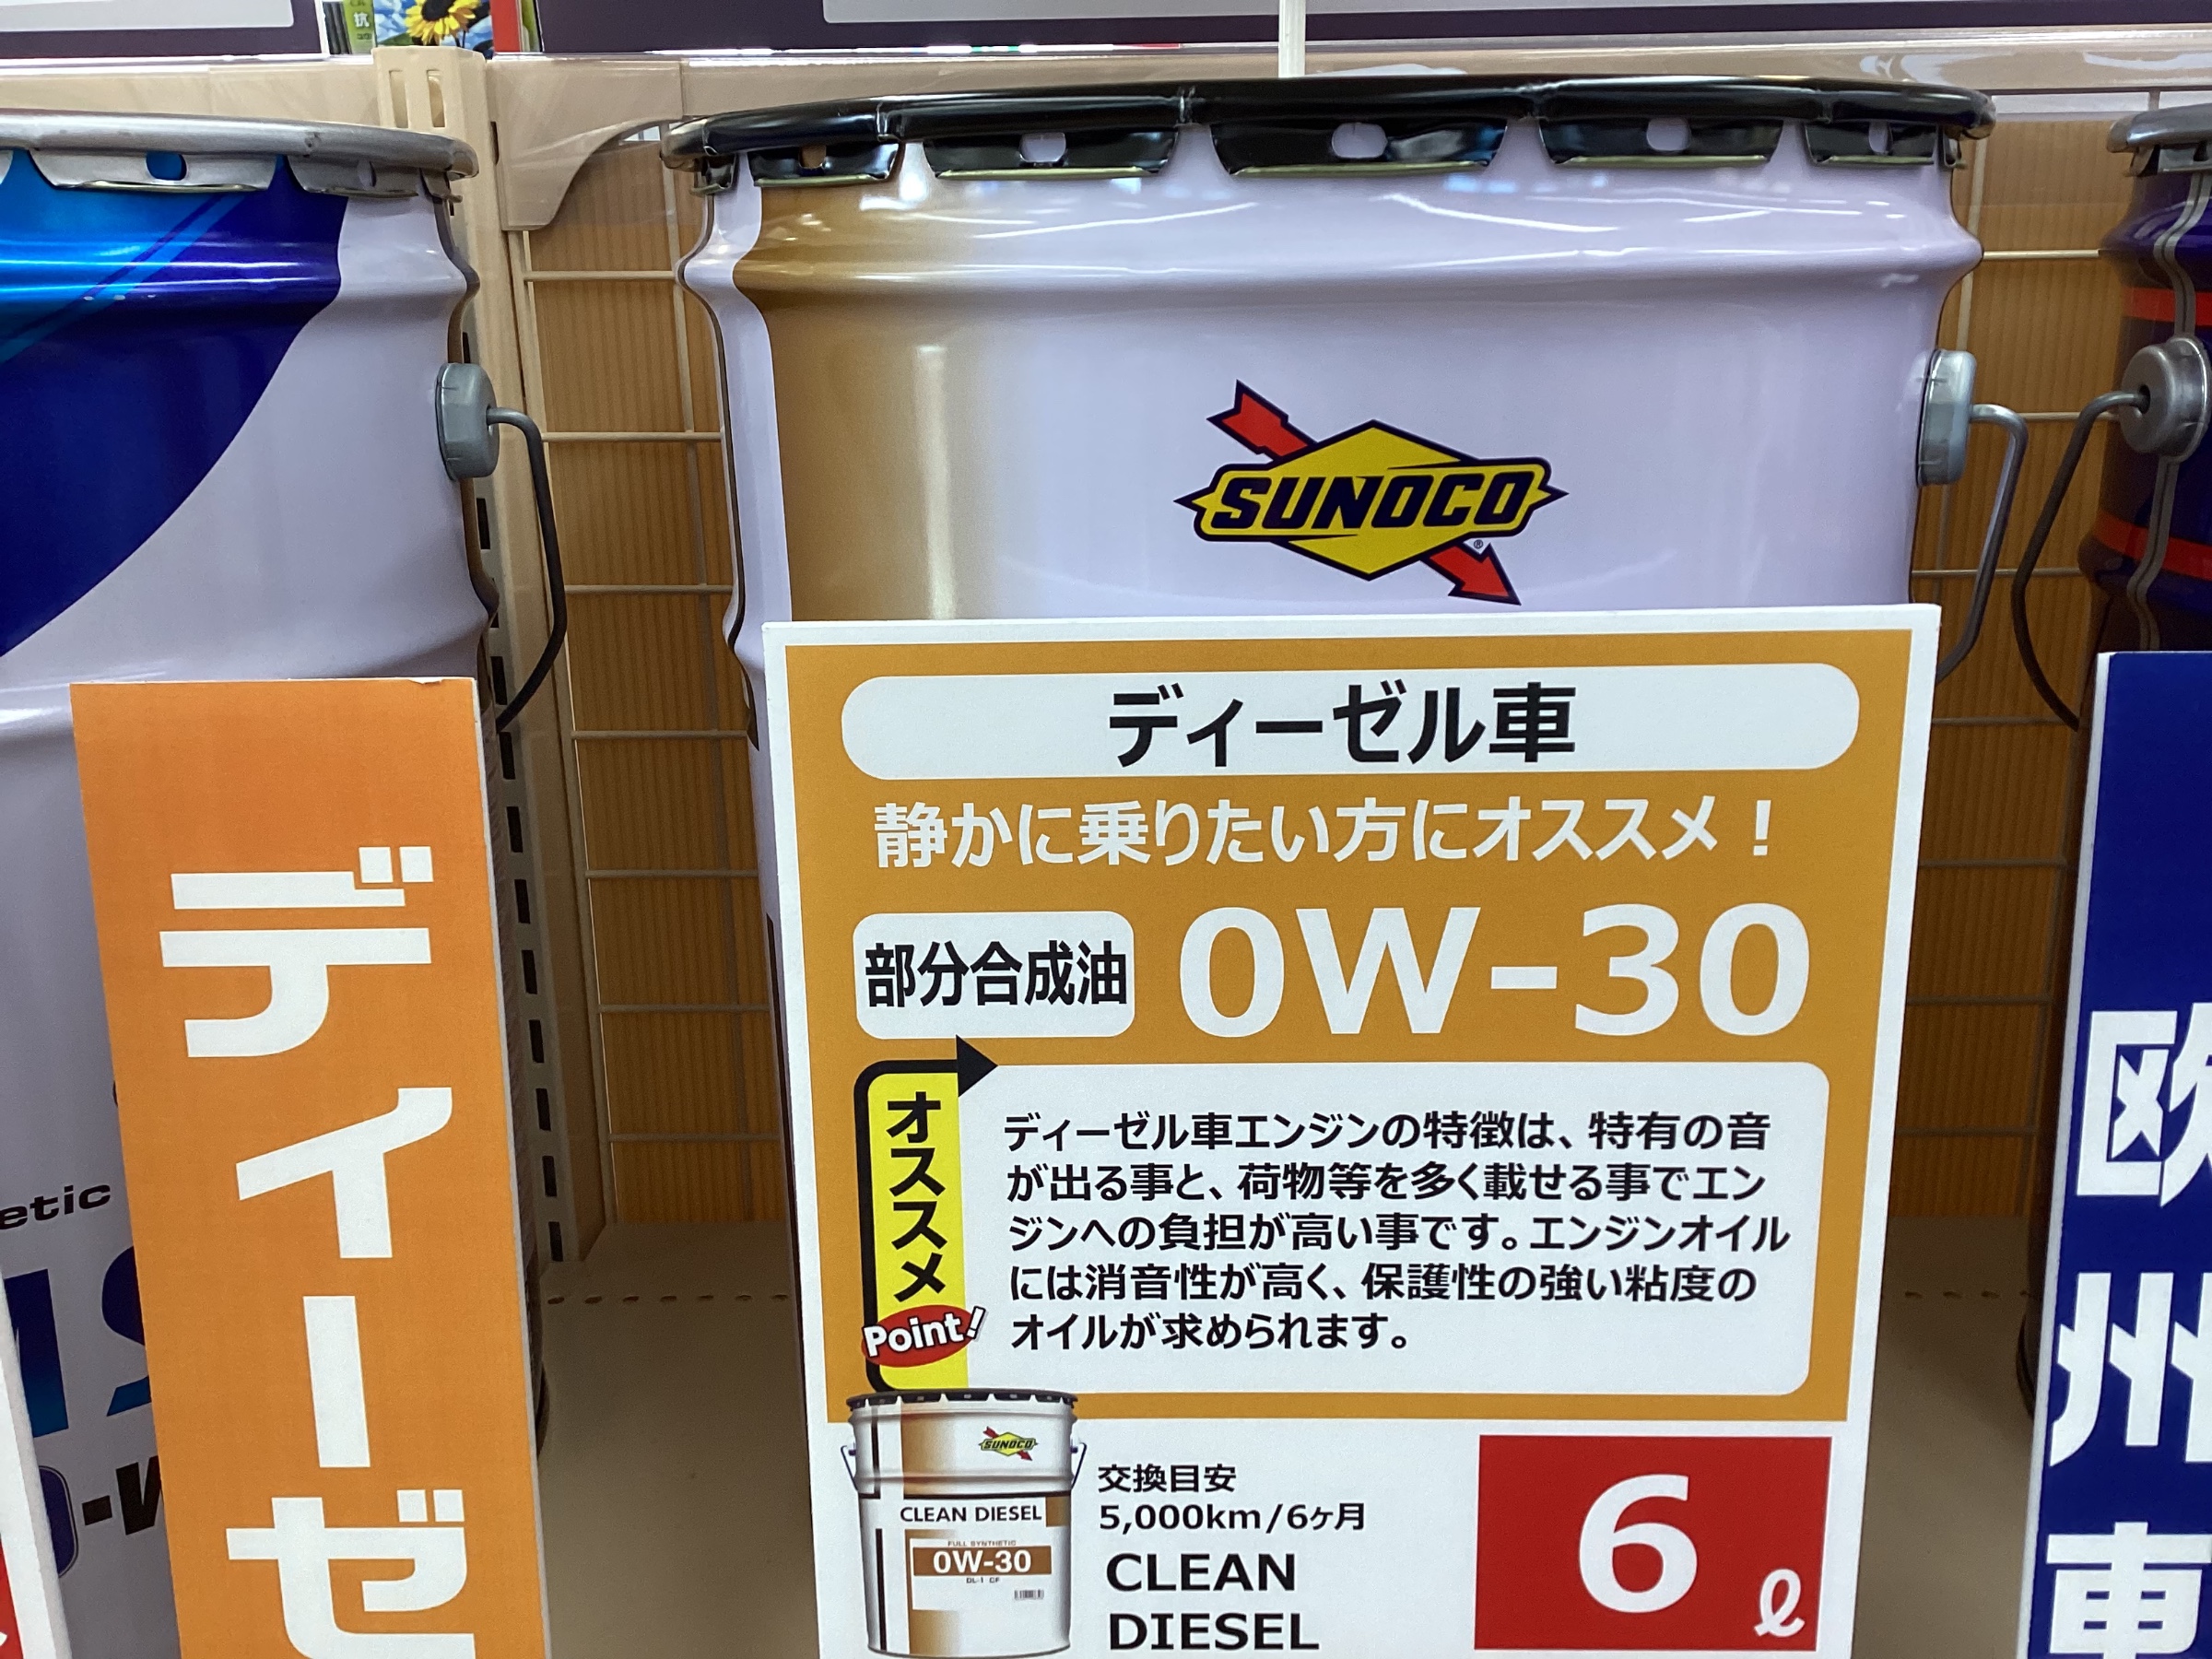 抗
SUNOCO
ディーゼル車
静かに乗りたい方にオススメ！
部分合成油 0W-30
オススメ
Point!
ディーゼル車エンジンの特徴は、特有の音
が出る事と、荷物等を多く載せる事でエン
ジンへの負担が高い事です。エンジンオイル
には消音性が高く、保護性の強い粘度の
オイルが求められます。
SUNOCO
CLEAN DIESEL
FULL SYNTHETIC
0W-30
DL-1 CF
交換目安
5,000km/6ヶ月
CLEAN
DIESEL
6ℓ
ディーゼ
etic
欧州車